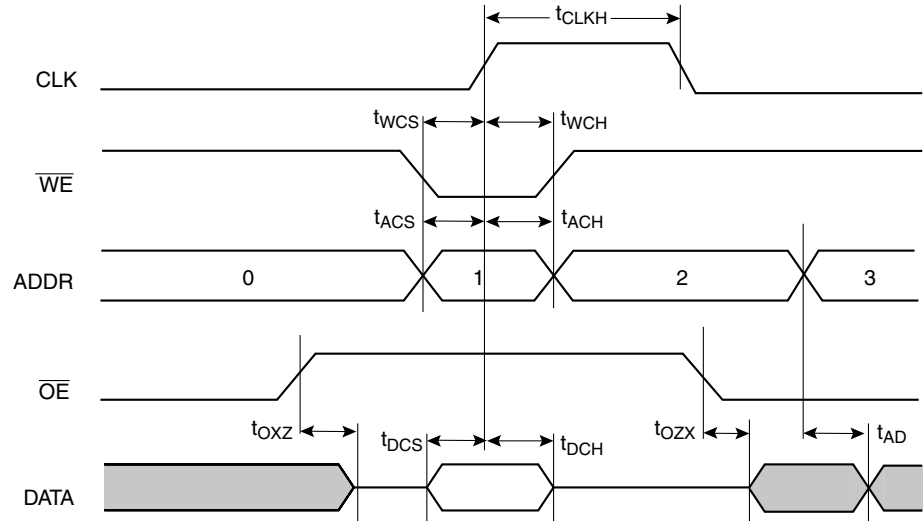 tCLKH
CLK
tWCS tWCH
WE
tACS tACH
ADDR 0 1 2 3
OE
tOXZ tDCS tDCH tOZX tAD
DATA